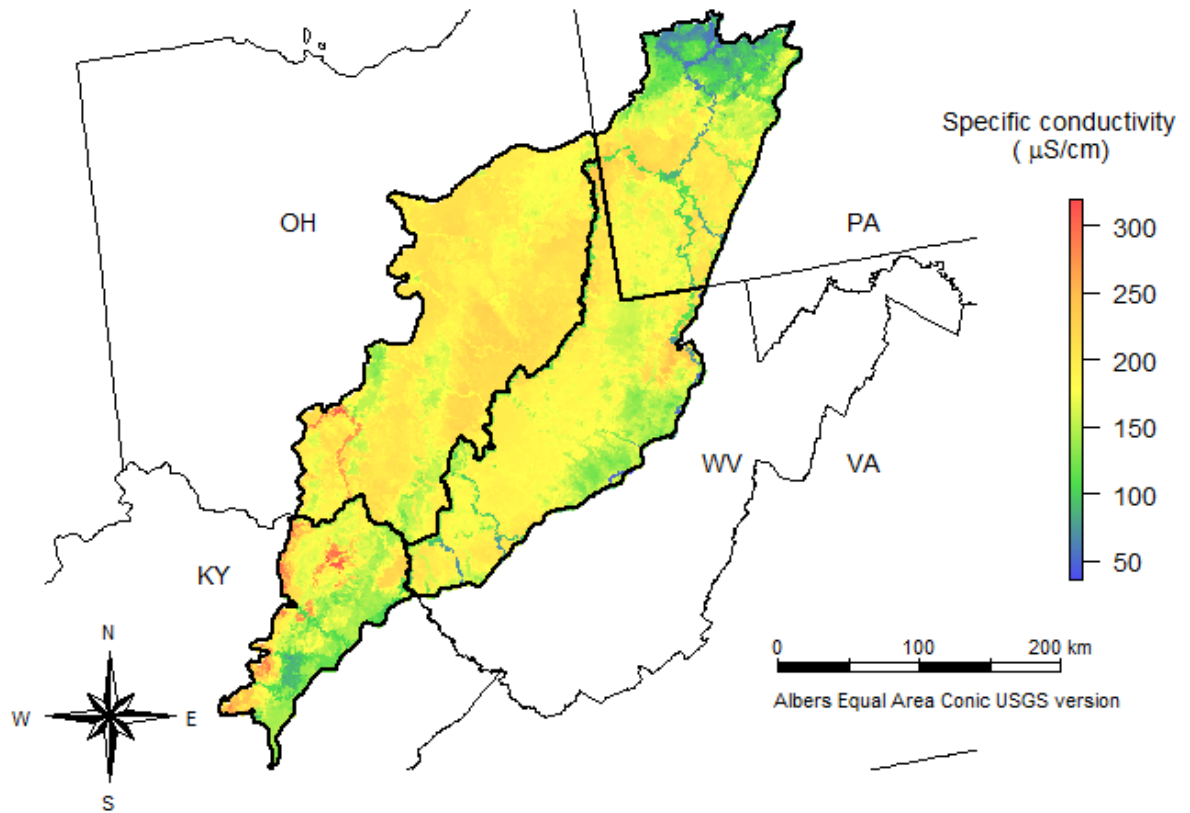 Specific conductivity
( μS/cm)
OH
PA
300
250
200
150
100
50
WV
VA
KY
N
W
E
S
0
100
200 km
Albers Equal Area Conic USGS version